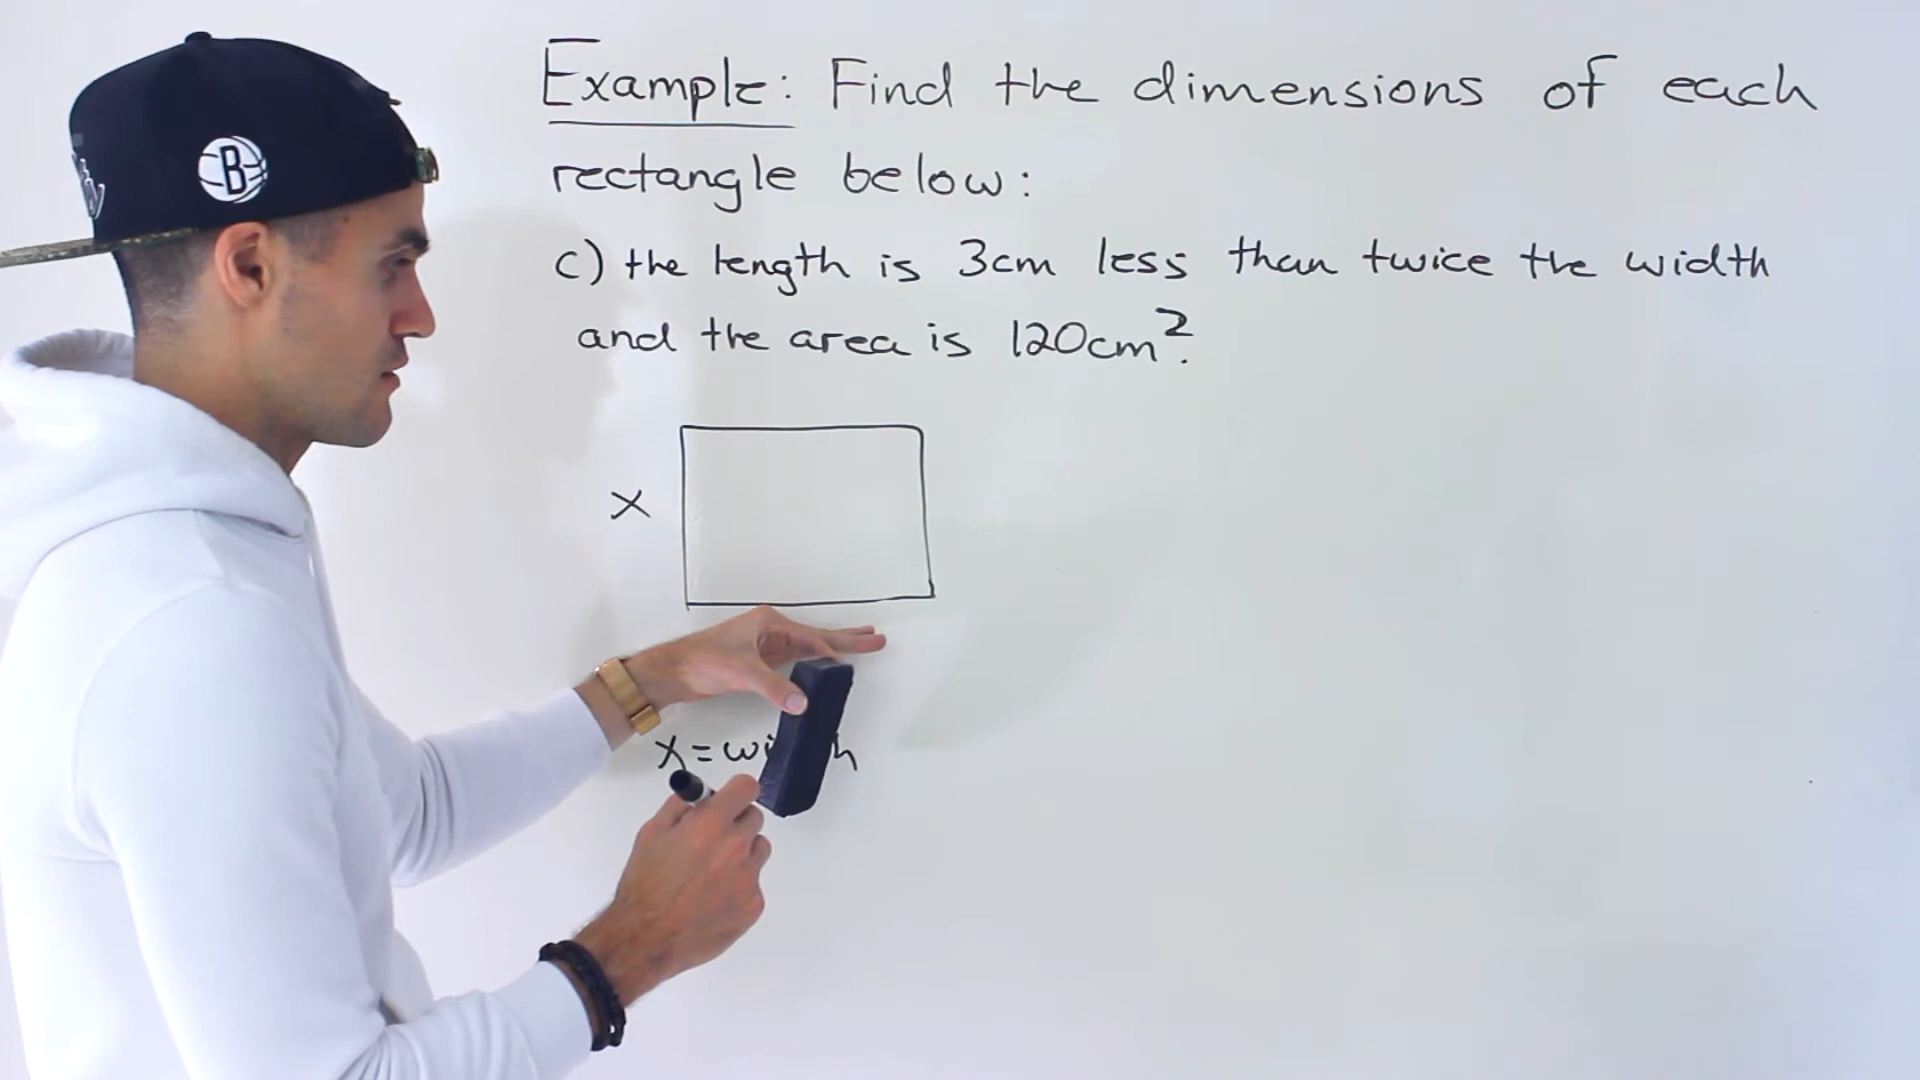 Example: Find the dimensions of each
rectangle below:
c) the length is 3cm less than twice the width
and the area is 120cm².
x
x=
B